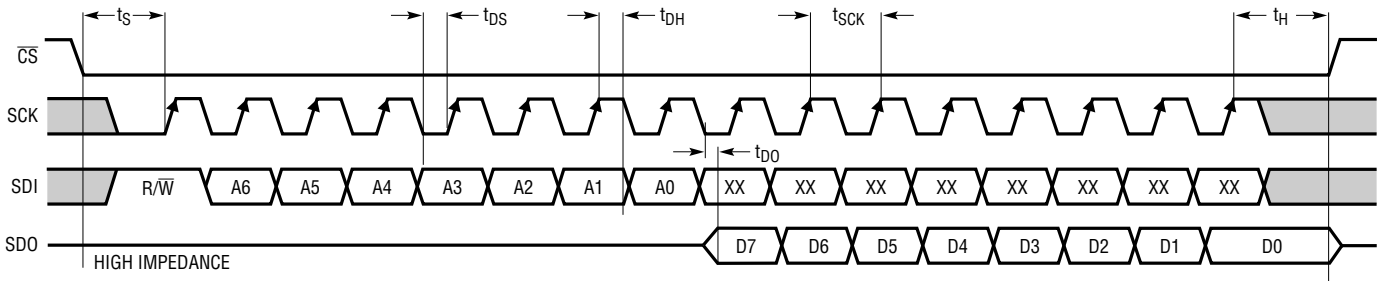 tS tDS tDH tSCK tH
CS
SCK
tDO
SDI R/W A6 A5 A4 A3 A2 A1 A0 XX XX XX XX XX XX XX XX
SDO D7 D6 D5 D4 D3 D2 D1 D0
HIGH IMPEDANCE